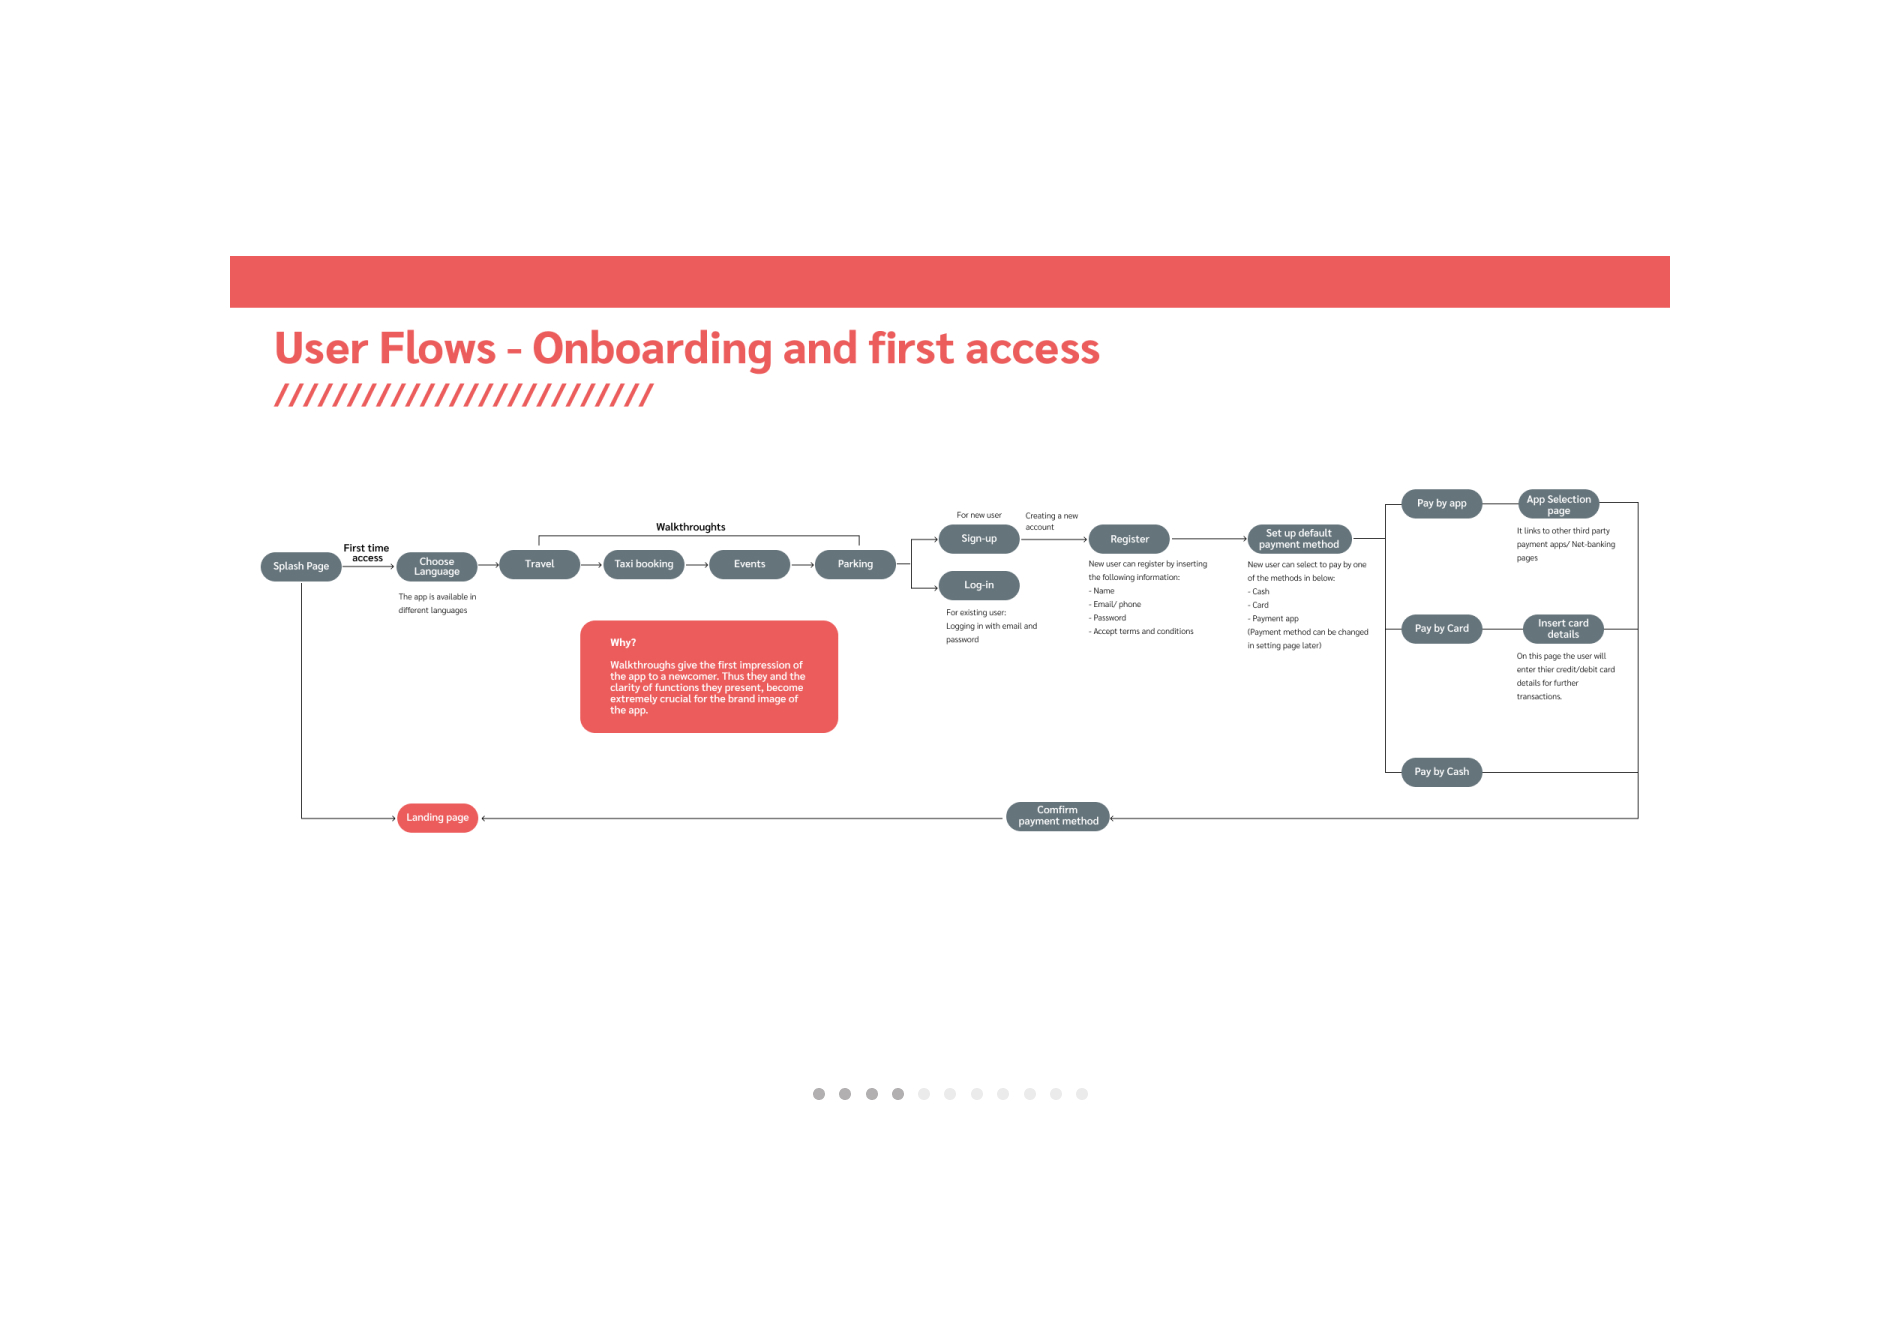 User Flows - Onboarding and first access
Splash Page
First time
access
Choose
Language
The app is available in
different languages
Walkthroughts
Travel
Taxi booking
Events
Parking
Why?
Walkthroughs give the first impression of
the app to a newcomer. Thus they and the
clarity of functions they present, become
extremely crucial for the brand image of
the app.
For new user
Sign-up
Log-in
For existing user:
Logging in with email and
password
Creating a new
account
Register
New user can register by inserting
the following information:
- Name
- Email/ phone
- Password
- Accept terms and conditions
Set up default
payment method
New user can select to pay by one
of the methods in below:
- Cash
- Card
- Payment app
(Payment method can be changed
in setting page later)
Pay by app
App Selection
page
It links to other third party
payment apps/ Net-banking
pages
Pay by Card
Insert card
details
On this page the user will
enter thier credit/debit card
details for further
transactions.
Pay by Cash
Comfirm
payment method
Landing page